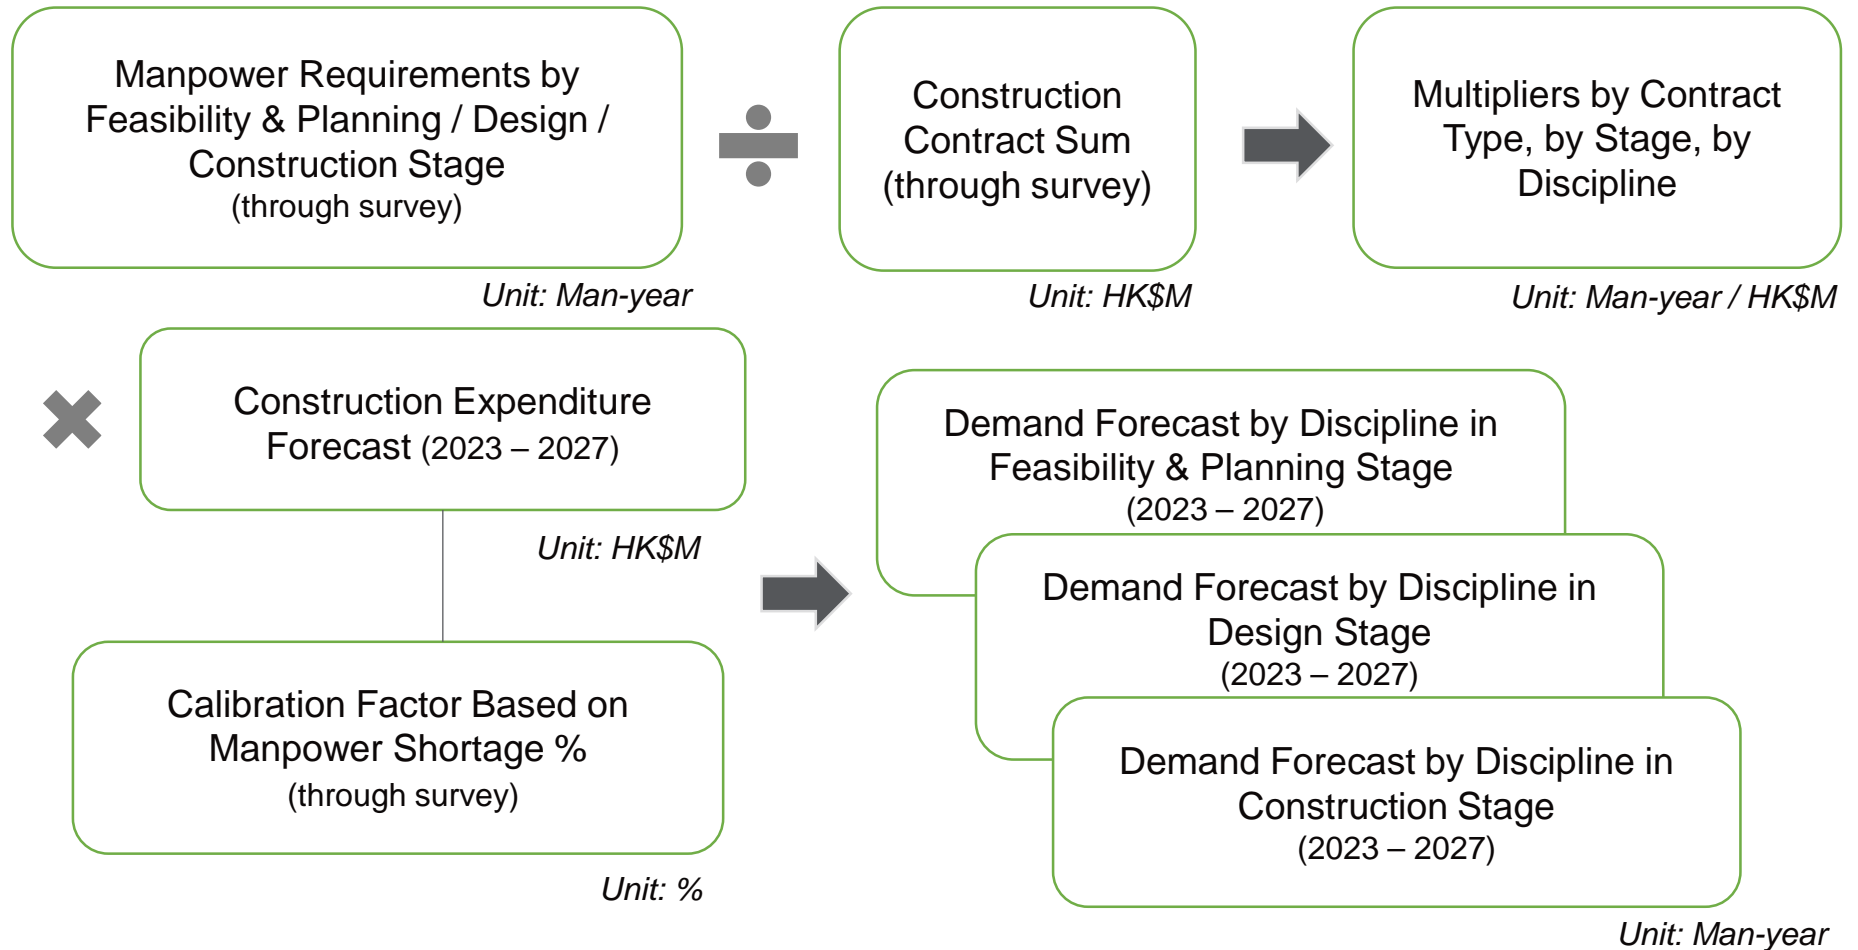 Manpower Requirements by
Feasibility & Planning / Design /
Construction Stage
(through survey)
Unit: Man-year
Construction
Contract Sum
(through survey)
Unit: HK$M
Multipliers by Contract
Type, by Stage, by
Discipline
Unit: Man-year / HK$M
Construction Expenditure
Forecast (2023 – 2027)
Unit: HK$M
Calibration Factor Based on
Manpower Shortage %
(through survey)
Unit: %
Demand Forecast by Discipline in
Feasibility & Planning Stage
(2023 – 2027)
Demand Forecast by Discipline in
Design Stage
(2023 – 2027)
Demand Forecast by Discipline in
Construction Stage
(2023 – 2027)
Unit: Man-year